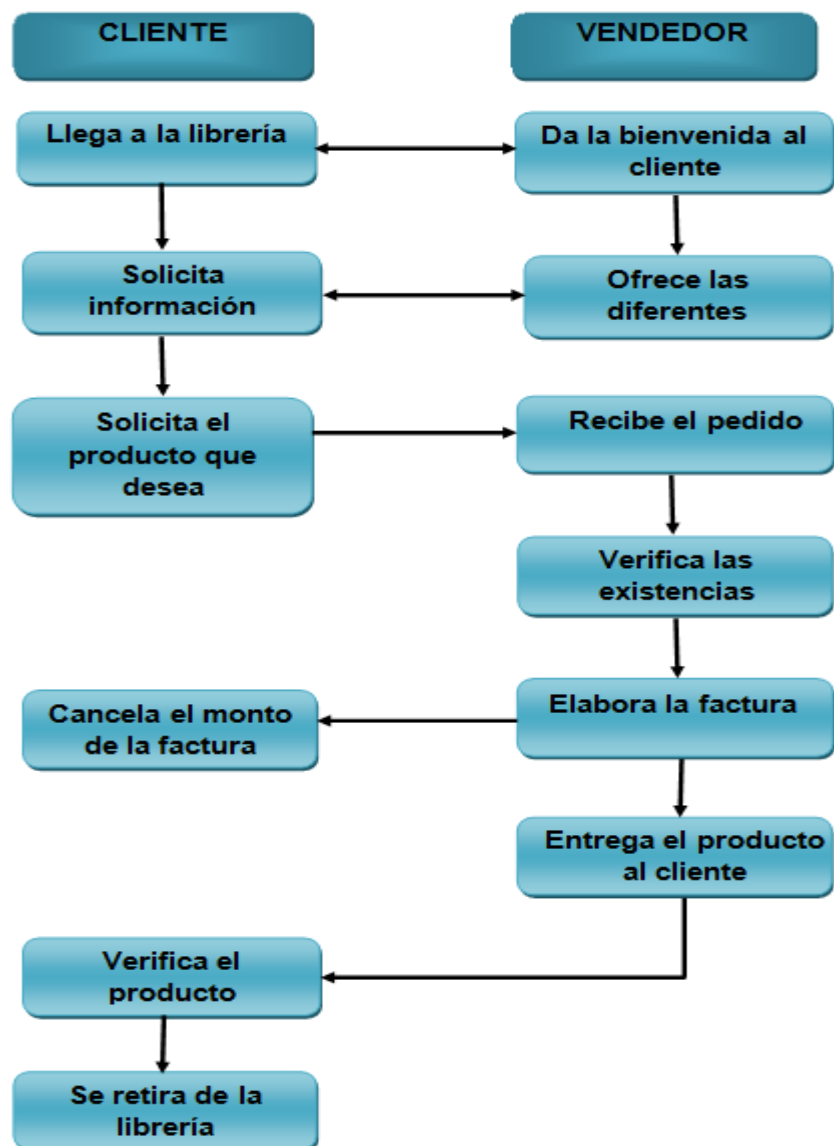 CLIENTE
VENDEDOR
Llega a la librería
Da la bienvenida al
cliente
Solicita
información
Ofrece las
diferentes
Solicita el
producto que
desea
Recibe el pedido
Verifica las
existencias
Elabora la factura
Cancela el monto
de la factura
Entrega el producto
al cliente
Verifica el
producto
Se retira de la
librería